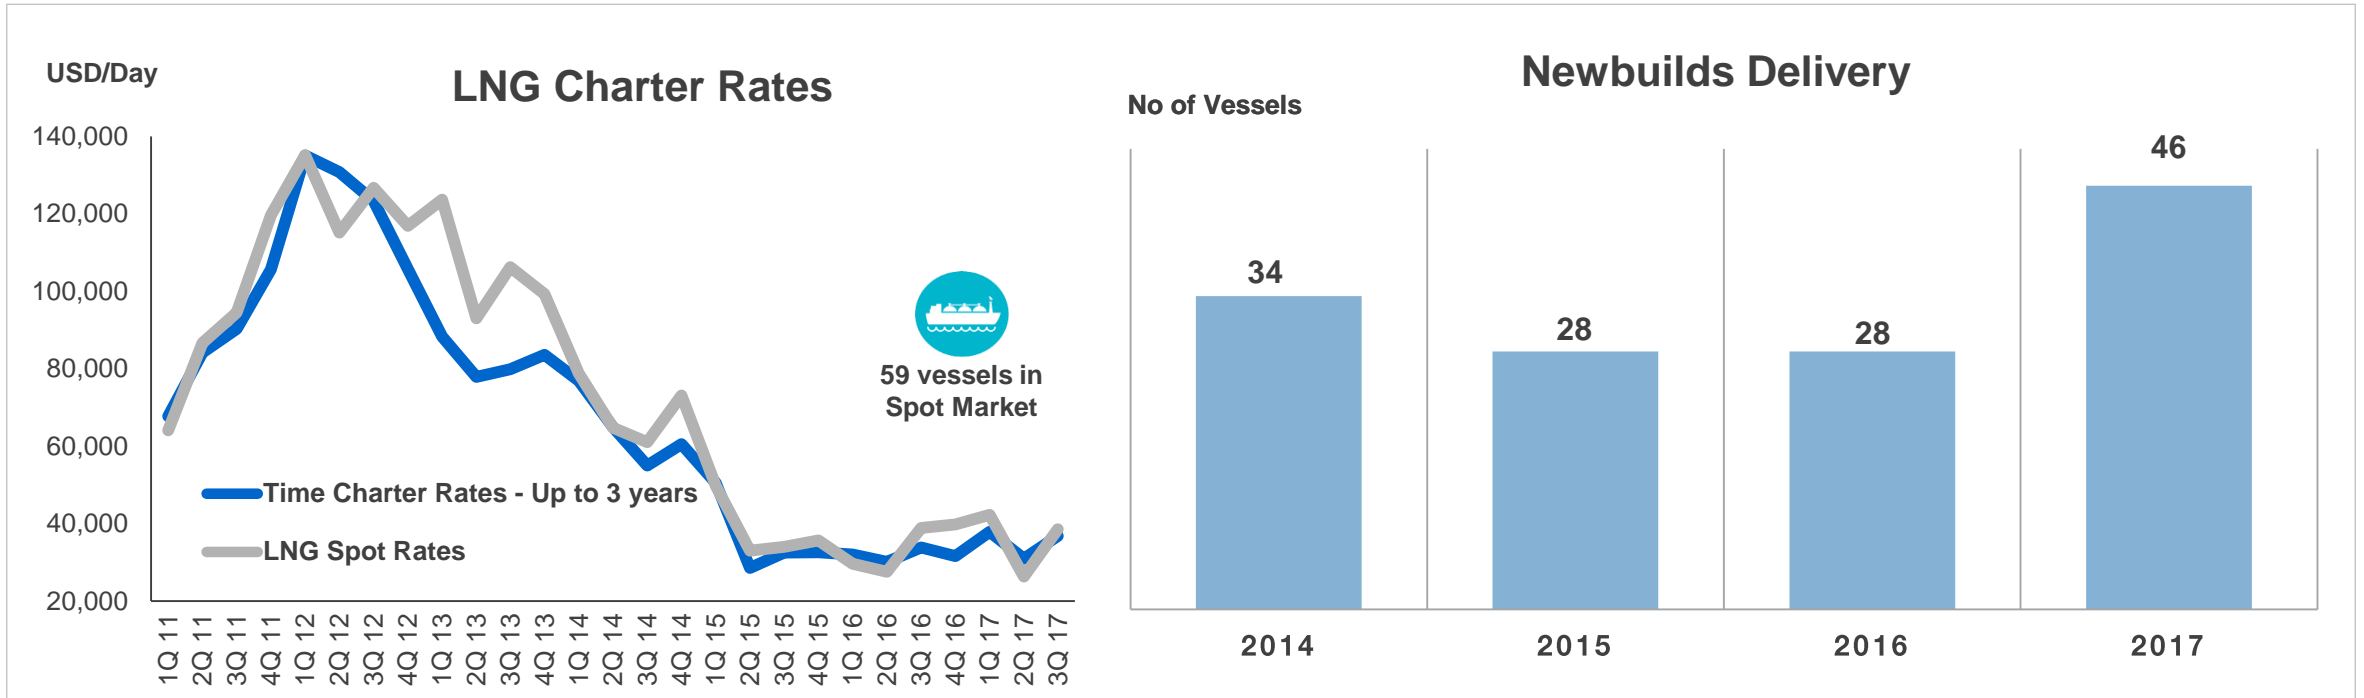 USD/Day
LNG Charter Rates
140,000
120,000
100,000
80,000
60,000
40,000
20,000
Time Charter Rates - Up to 3 years
LNG Spot Rates
59 vessels in
Spot Market
1Q 11
2Q 11
3Q 11
4Q 11
1Q 12
2Q 12
3Q 12
4Q 12
1Q 13
2Q 13
3Q 13
4Q 13
1Q 14
2Q 14
3Q 14
4Q 14
1Q 15
2Q 15
3Q 15
4Q 15
1Q 16
2Q 16
3Q 16
4Q 16
1Q 17
2Q 17
3Q 17
Newbuilds Delivery
No of Vessels
34
28
28
46
2014
2015
2016
2017